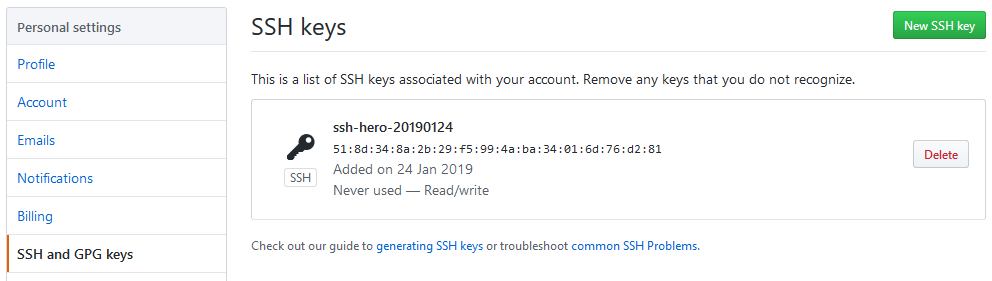 Personal settings
Profile
Account
Emails
Notifications
Billing
SSH and GPG keys
SSH keys
New SSH key
This is a list of SSH keys associated with your account. Remove any keys that you do not recognize.
ssh-hero-20190124
51:8d:34:8a:2b:29:f5:99:4a:ba:34:01:6d:76:d2:81
Added on 24 Jan 2019
Never used — Read/write
SSH
Delete
Check out our guide to generating SSH keys or troubleshoot common SSH Problems.